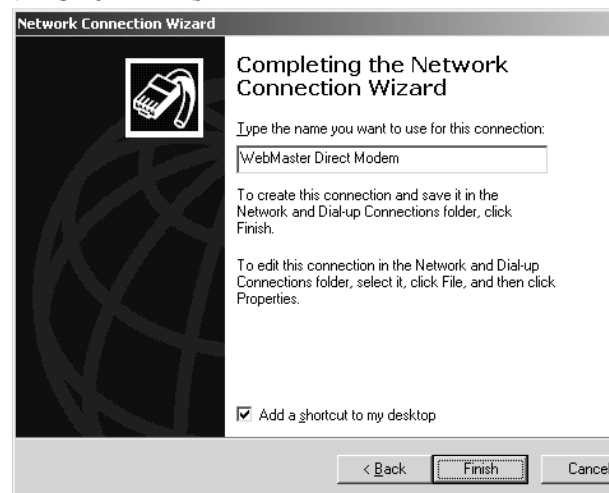 Network Connection Wizard
Completing the Network
Connection Wizard
Type the name you want to use for this connection:
WebMaster Direct Modem
To create this connection and save it in the
Network and Dial-up Connections folder, click
Finish.
To edit this connection in the Network and Dial-up
Connections folder, select it, click File, and then click
Properties.
Add a shortcut to my desktop
< Back
Finish
Cancel